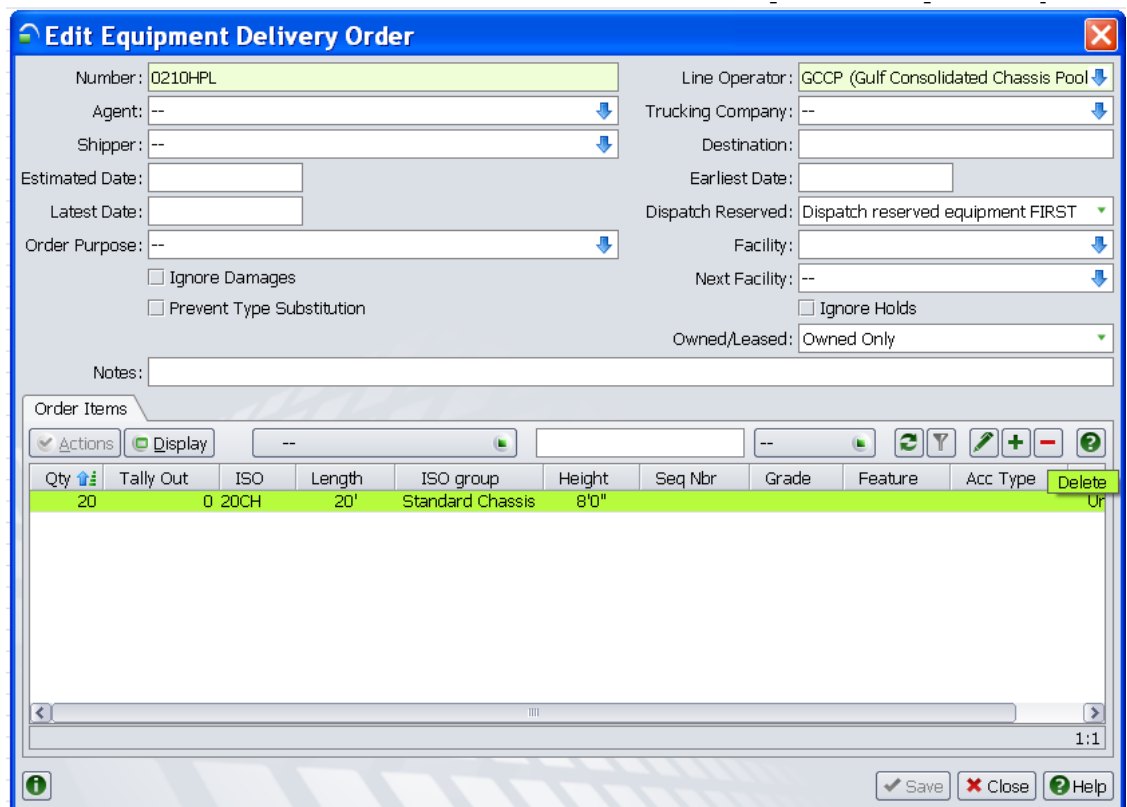 Edit Equipment Delivery Order
Number: 0210HPL Line Operator: GCCP (Gulf Consolidated Chassis Pool
Agent: -- Trucking Company: --
Shipper: -- Destination:
Estimated Date: Earliest Date:
Latest Date: Dispatch Reserved: Dispatch reserved equipment FIRST
Order Purpose: -- Facility:
Ignore Damages Next Facility: --
Prevent Type Substitution Ignore Holds
Owned/Leased: Owned Only
Notes:
Order Items
Actions Display -- --
Qty Tally Out ISO Length ISO group Height Seq Nbr Grade Feature Acc Type Delete
20 0 20CH 20' Standard Chassis 8'0" Ur
1:1
Save Close Help